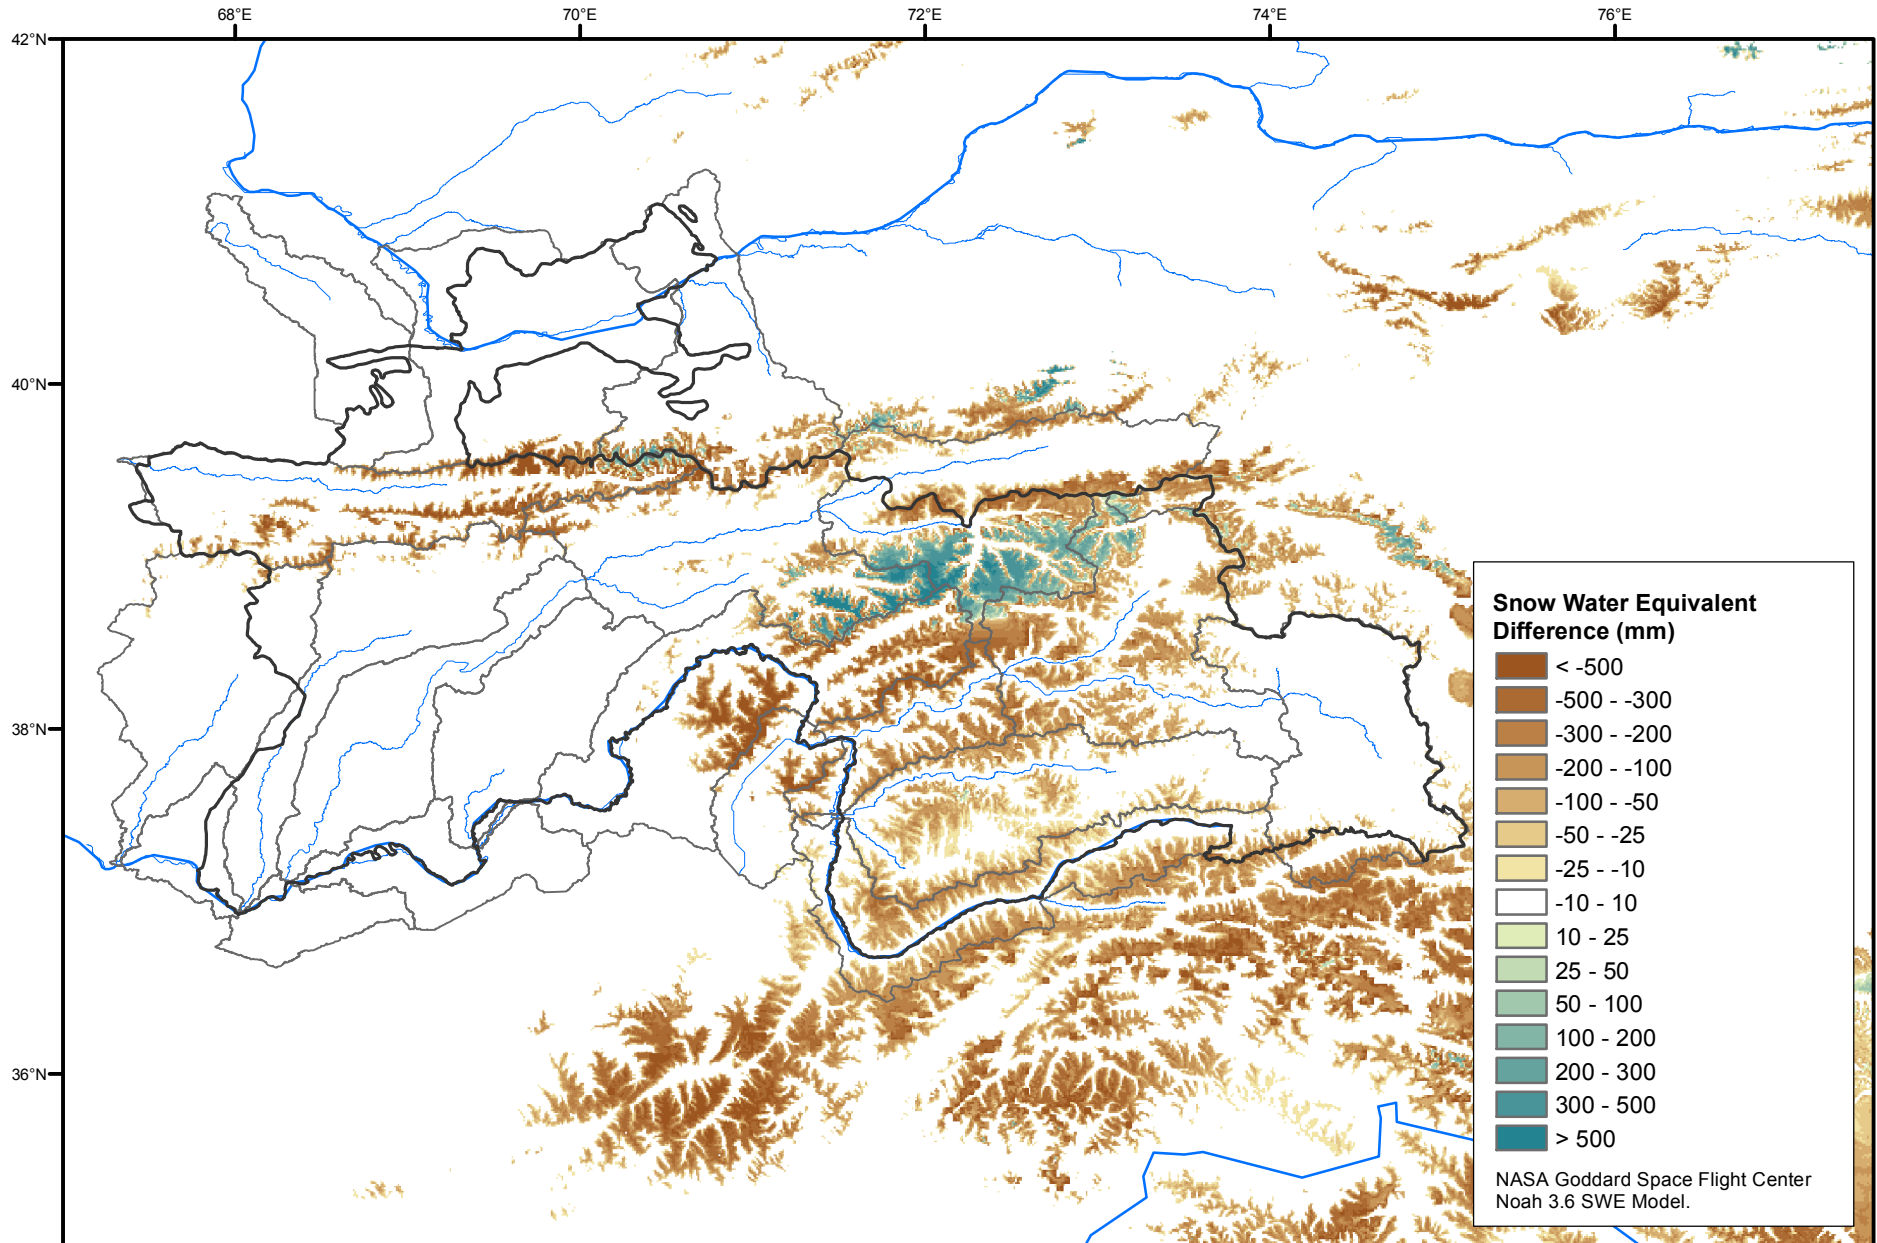 68°E
70°E
72°E
74°E
76°E
42°N
40°N
38°N
36°N
Snow Water Equivalent
Difference (mm)
< -500
-500 - -300
-300 - -200
-200 - -100
-100 - -50
-50 - -25
-25 - -10
-10 - 10
10 - 25
25 - 50
50 - 100
100 - 200
200 - 300
300 - 500
> 500
NASA Goddard Space Flight Center
Noah 3.6 SWE Model.